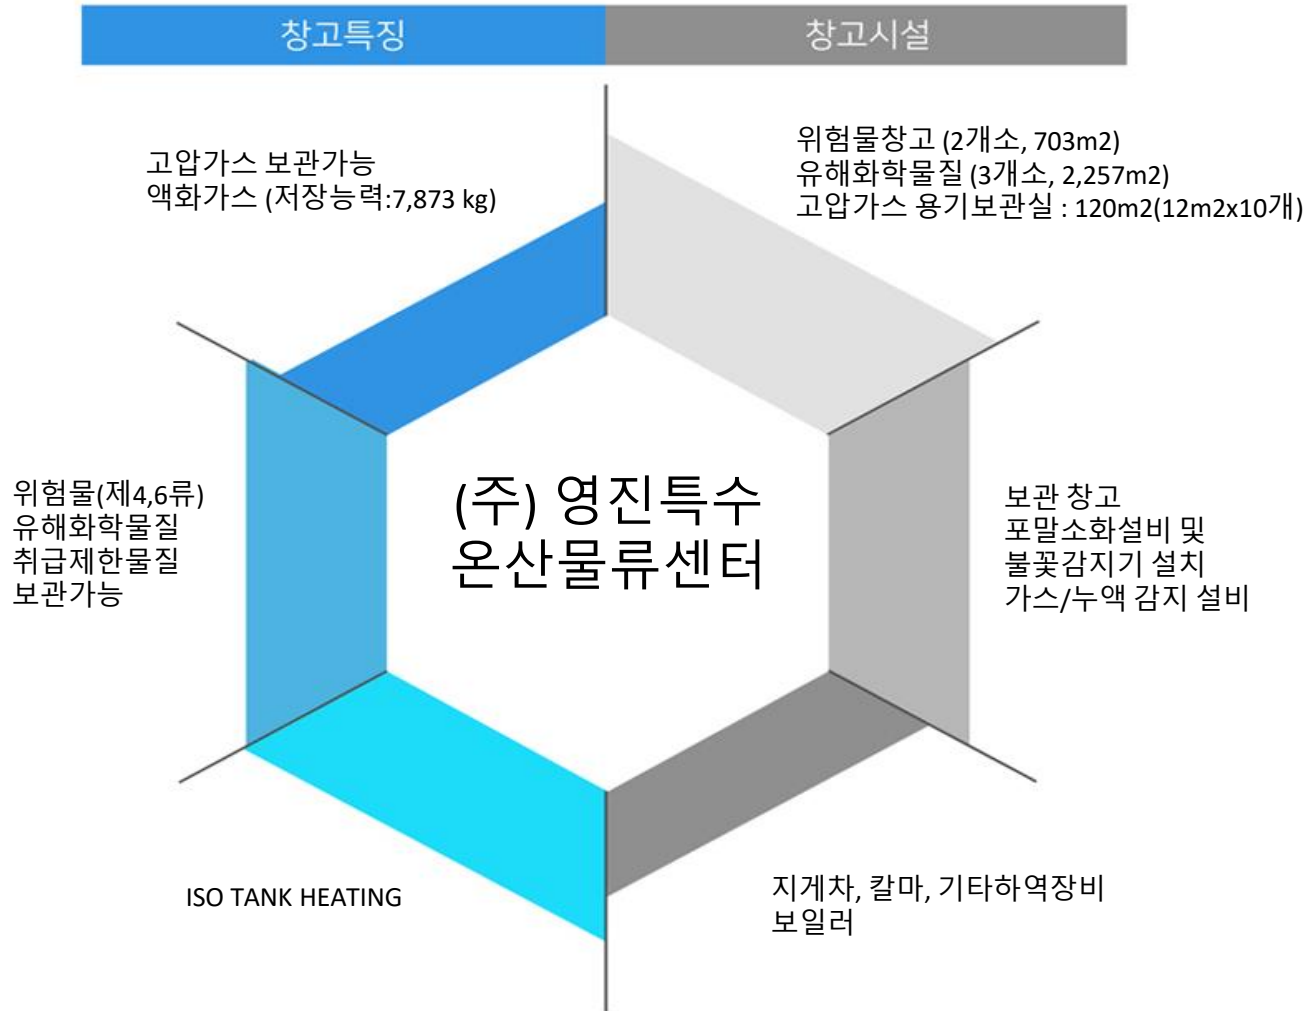 창고특징
창고시설
고압가스 보관가능
액화가스 (저장능력:7,873 kg)
위험물창고 (2개소, 703m2)
유해화학물질 (3개소, 2,257m2)
고압가스 용기보관실 : 120m2(12m2x10개)
위험물(제4,6류)
유해화학물질
취급제한물질
보관가능
(주) 영진특수
온산물류센터
보관 창고
포말소화설비 및
불꽃감지기 설치
가스/누액 감지 설비
ISO TANK HEATING
지게차, 칼마, 기타하역장비
보일러